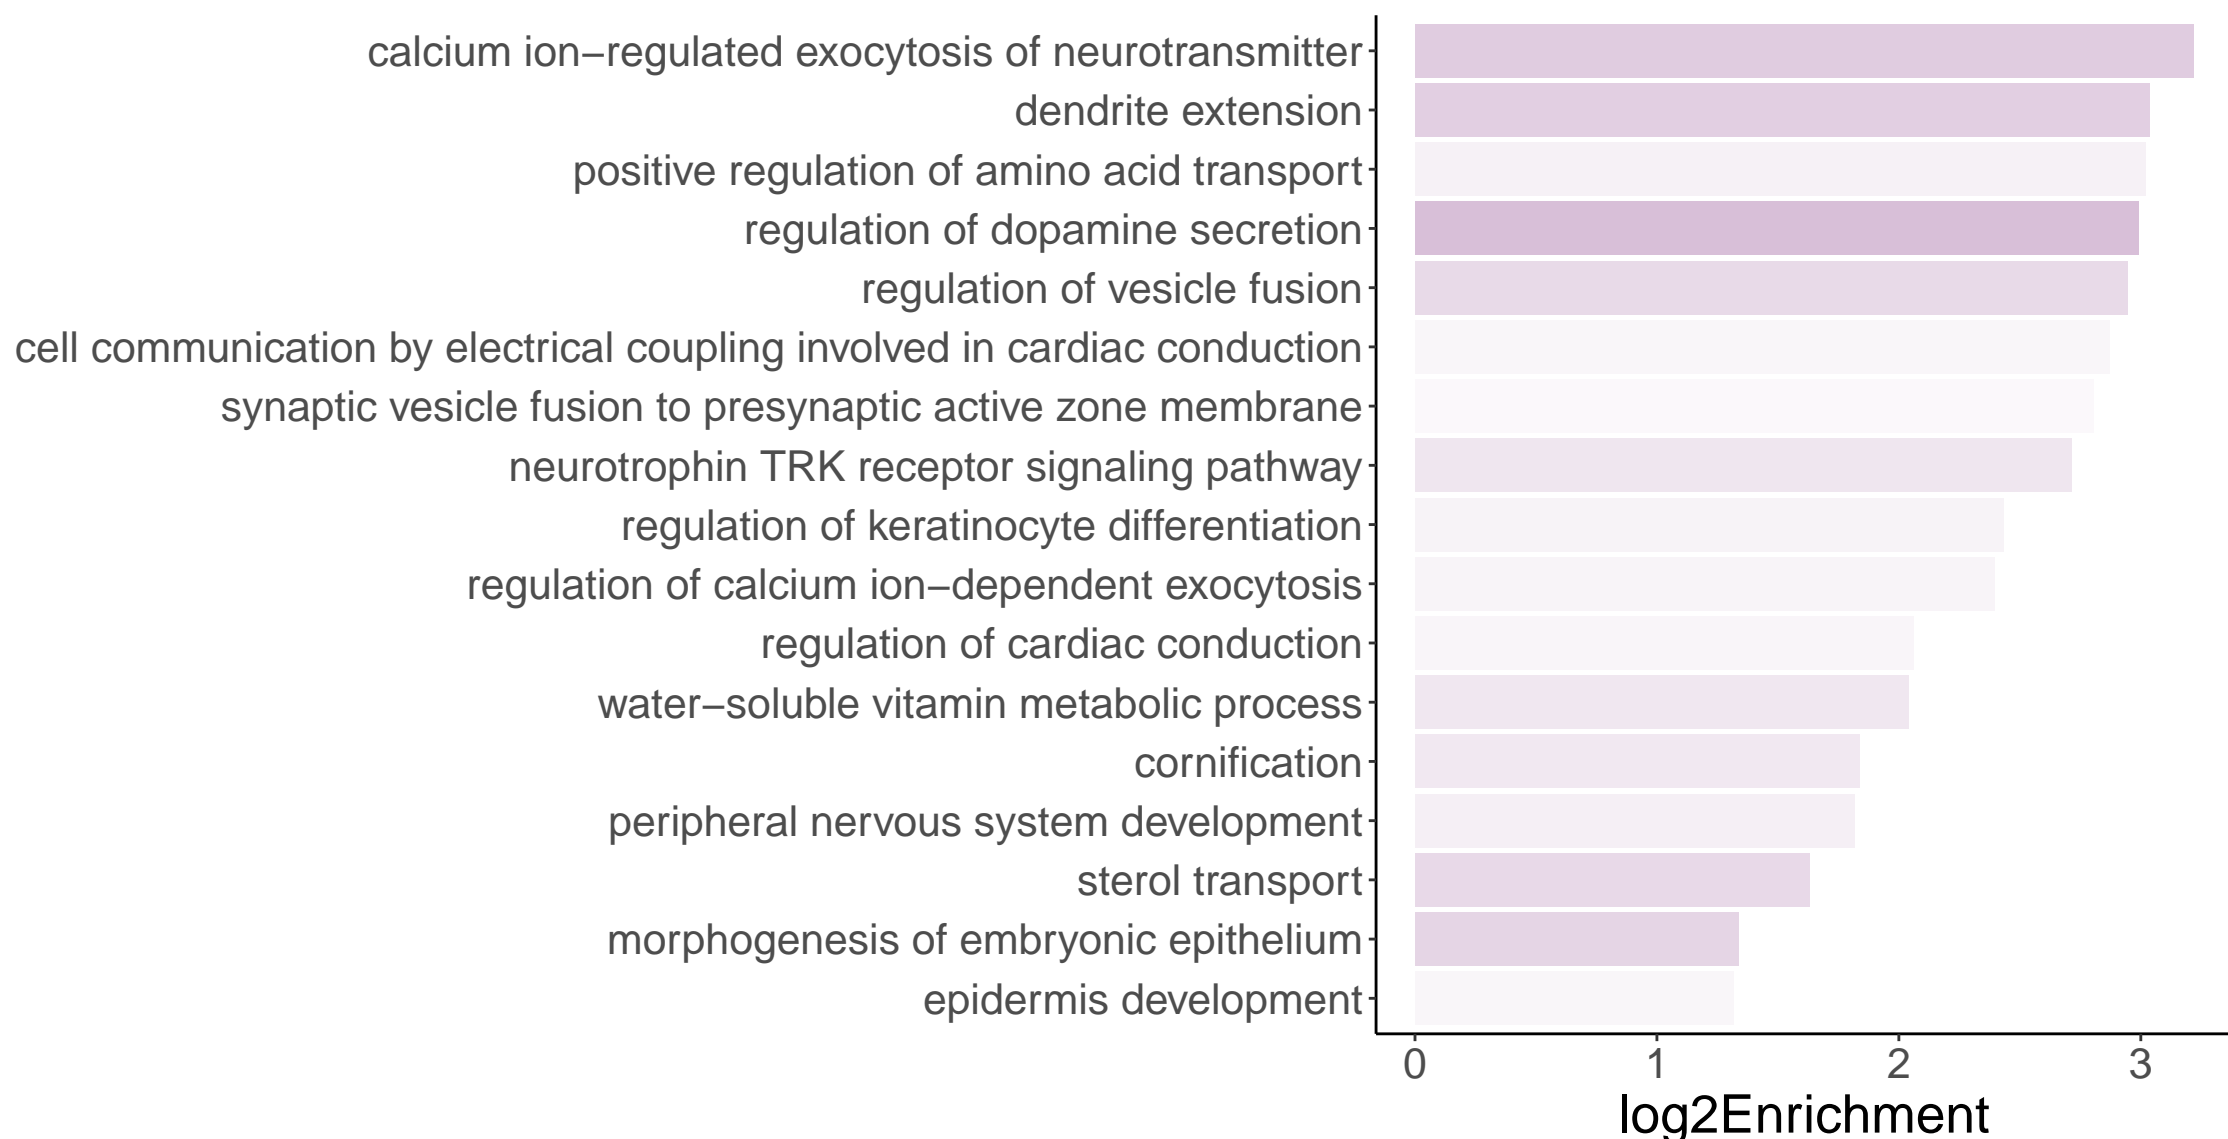 calcium ion−regulated exocytosis of neurotransmitter
dendrite extension
positive regulation of amino acid transport
regulation of dopamine secretion
regulation of vesicle fusion
cell communication by electrical coupling involved in cardiac conduction
synaptic vesicle fusion to presynaptic active zone membrane
neurotrophin TRK receptor signaling pathway
regulation of keratinocyte differentiation
regulation of calcium ion−dependent exocytosis
regulation of cardiac conduction
water−soluble vitamin metabolic process
cornification
peripheral nervous system development
sterol transport
morphogenesis of embryonic epithelium
epidermis development
0 1 2 3
log2Enrichment